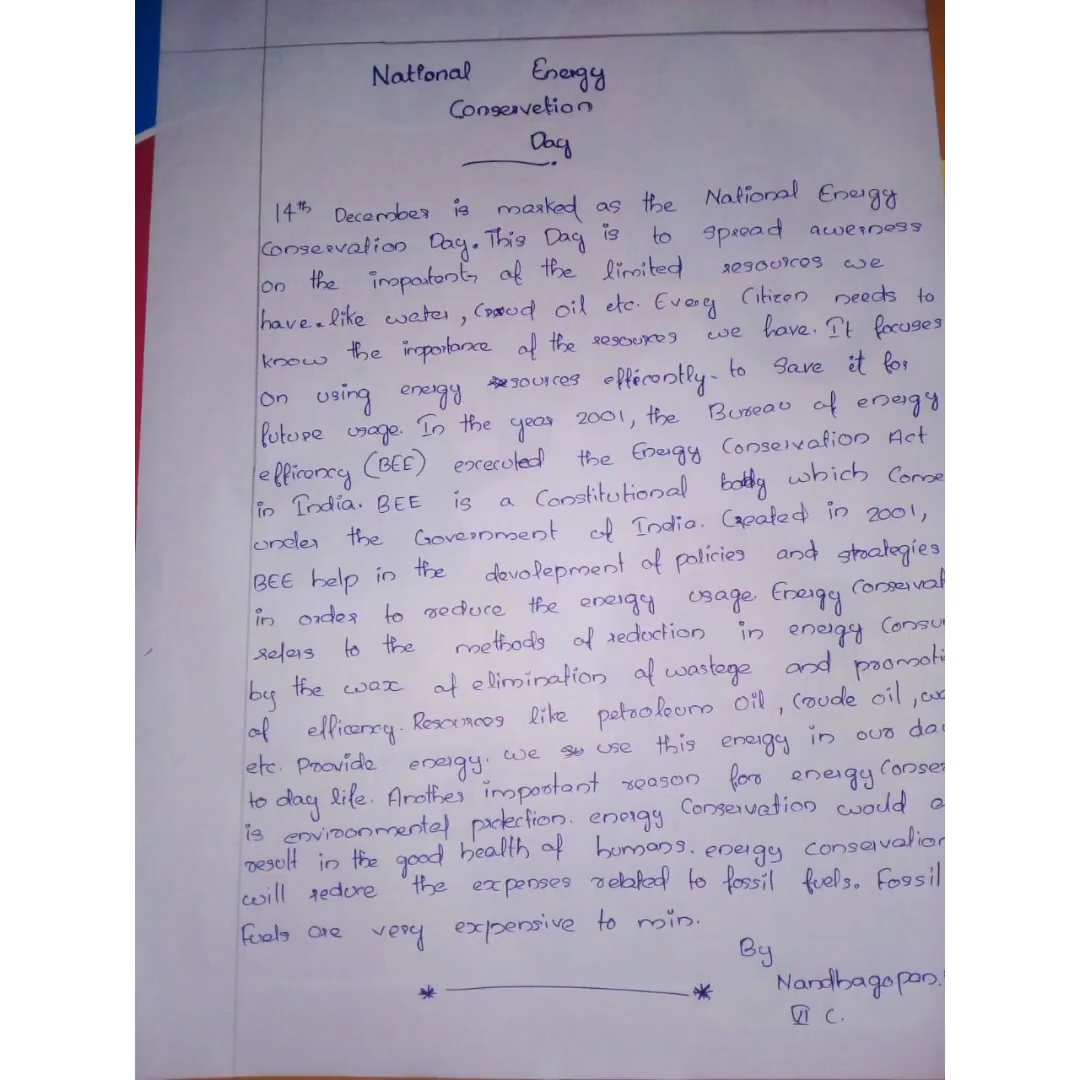 National Energy
Conservetion
Day
14th December is marked as the National Energy
Conservation Day. This Day is to spread awerness
on the importants of the limited resources we
have. like water, Croud oil etc. Every Citizen needs to
know the importance of the resources we have. It focuses
on using energy resources efficently to save it for
future usage. In the year 2001, the Bureau of energy
efficency (BEE) excecuted the Energy Conservation Act
in India. BEE is a Constitutional body which Come
under the Government of India. Created in 2001,
BEE help in the devolepment of policies and strategies
in order to reduce the energy usage. Energy Conservat
refers to the methods of reduction in energy Consu
by the wax of elimination of wastege and promoti
of efficency. Resources like petroleum oil, Croude oil,
etc. Provide energy. we use this energy in our da
to day life. Another important reason for energy Conser
is environmental protection. energy Conservation would a
result in the good health of humans. energy conservation
will redure the expenses related to fossil fuels. Fossil
Fuels are very expensive to min.
By
Nandhagopan.
VI C.